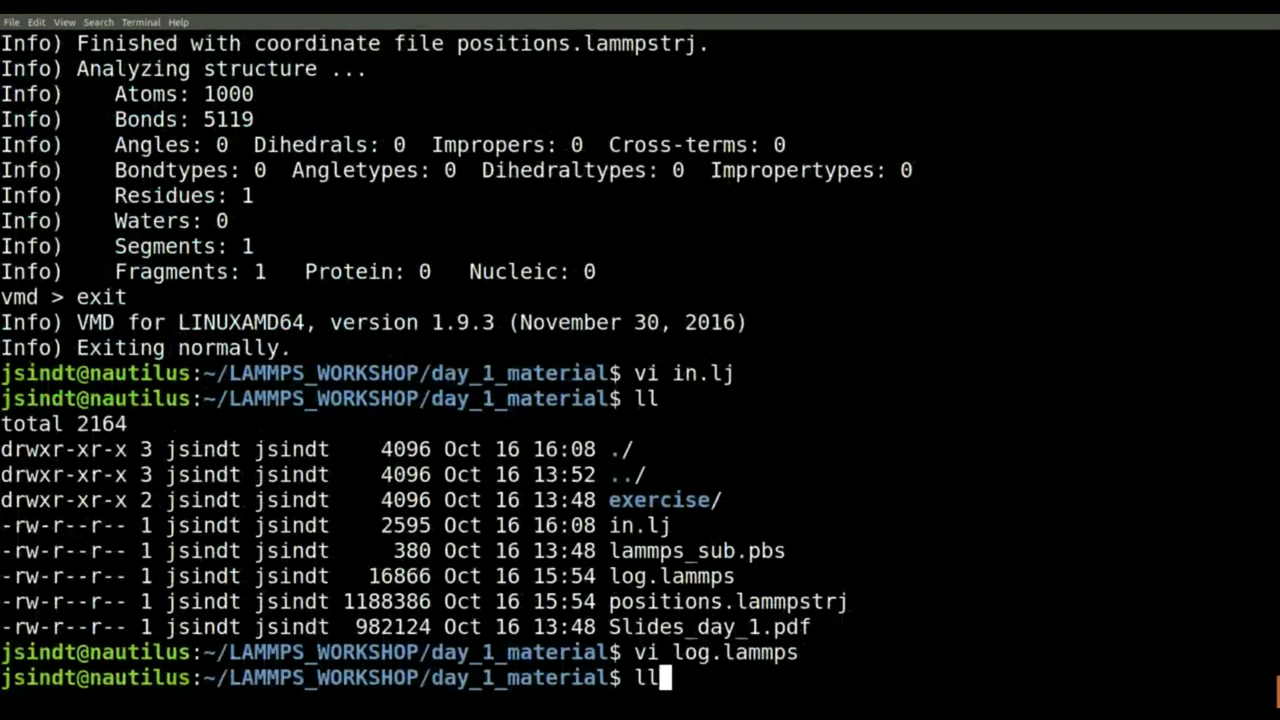 File Edit View Search Terminal Help
Info) Finished with coordinate file positions.lammpstrj.
Info) Analyzing structure ...
Info)    Atoms: 1000
Info)    Bonds: 5119
Info)    Angles: 0  Dihedrals: 0  Impropers: 0  Cross-terms: 0
Info)    Bondtypes: 0  Angletypes: 0  Dihedraltypes: 0  Impropertypes: 0
Info)    Residues: 1
Info)    Waters: 0
Info)    Segments: 1
Info)    Fragments: 1   Protein: 0   Nucleic: 0
vmd > exit
Info) VMD for LINUXAMD64, version 1.9.3 (November 30, 2016)
Info) Exiting normally.
jsindt@nautilus:~/LAMMPS_WORKSHOP/day_1_material$ vi in.lj
jsindt@nautilus:~/LAMMPS_WORKSHOP/day_1_material$ ll
total 2164
drwxr-xr-x 3 jsindt jsindt    4096 Oct 16 16:08 ./
drwxr-xr-x 3 jsindt jsindt    4096 Oct 16 13:52 ../
drwxr-xr-x 2 jsindt jsindt    4096 Oct 16 13:48 exercise/
-rw-r--r-- 1 jsindt jsindt    2595 Oct 16 16:08 in.lj
-rw-r--r-- 1 jsindt jsindt     380 Oct 16 13:48 lammps_sub.pbs
-rw-r--r-- 1 jsindt jsindt   16866 Oct 16 15:54 log.lammps
-rw-r--r-- 1 jsindt jsindt 1188386 Oct 16 15:54 positions.lammpstrj
-rw-r--r-- 1 jsindt jsindt  982124 Oct 16 13:48 Slides_day_1.pdf
jsindt@nautilus:~/LAMMPS_WORKSHOP/day_1_material$ vi log.lammps
jsindt@nautilus:~/LAMMPS_WORKSHOP/day_1_material$ ll